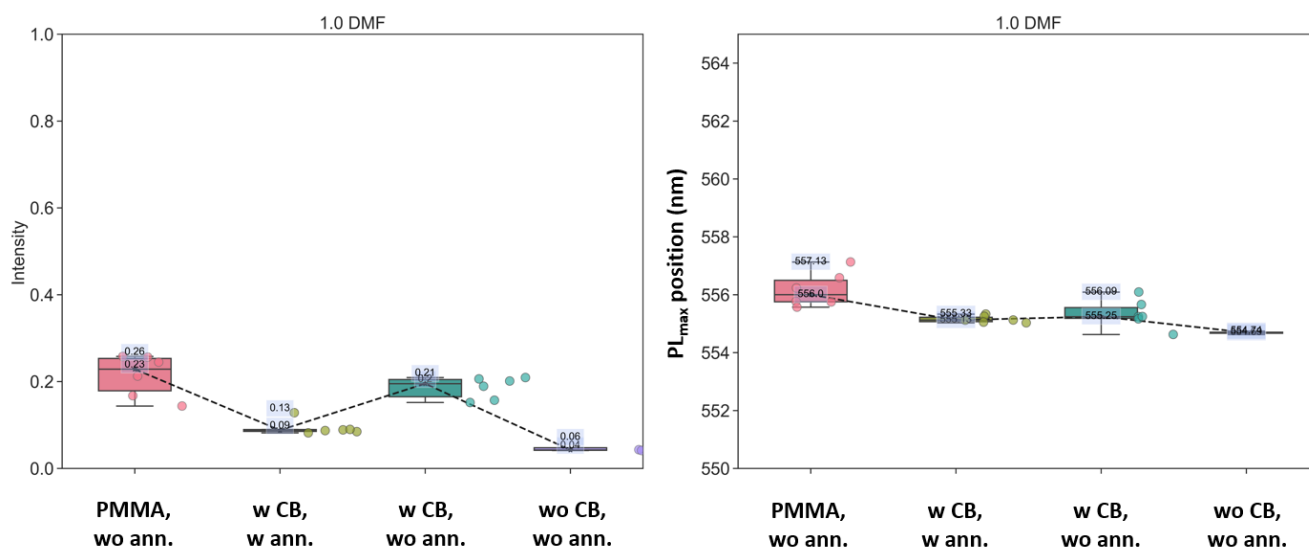 1.0 DMF
1.0
0.8
0.6
0.4
0.2
0.0
Intensity
0.26
0.23
0.13
0.09
0.21
0.06
0.04
PMMA,
wo ann.
w CB,
w ann.
w CB,
wo ann.
wo CB,
wo ann.
1.0 DMF
564
562
560
558
556
554
552
550
PLmax position (nm)
557.13
556.0
555.33
555.13
556.09
555.25
554.74
PMMA,
wo ann.
w CB,
w ann.
w CB,
wo ann.
wo CB,
wo ann.